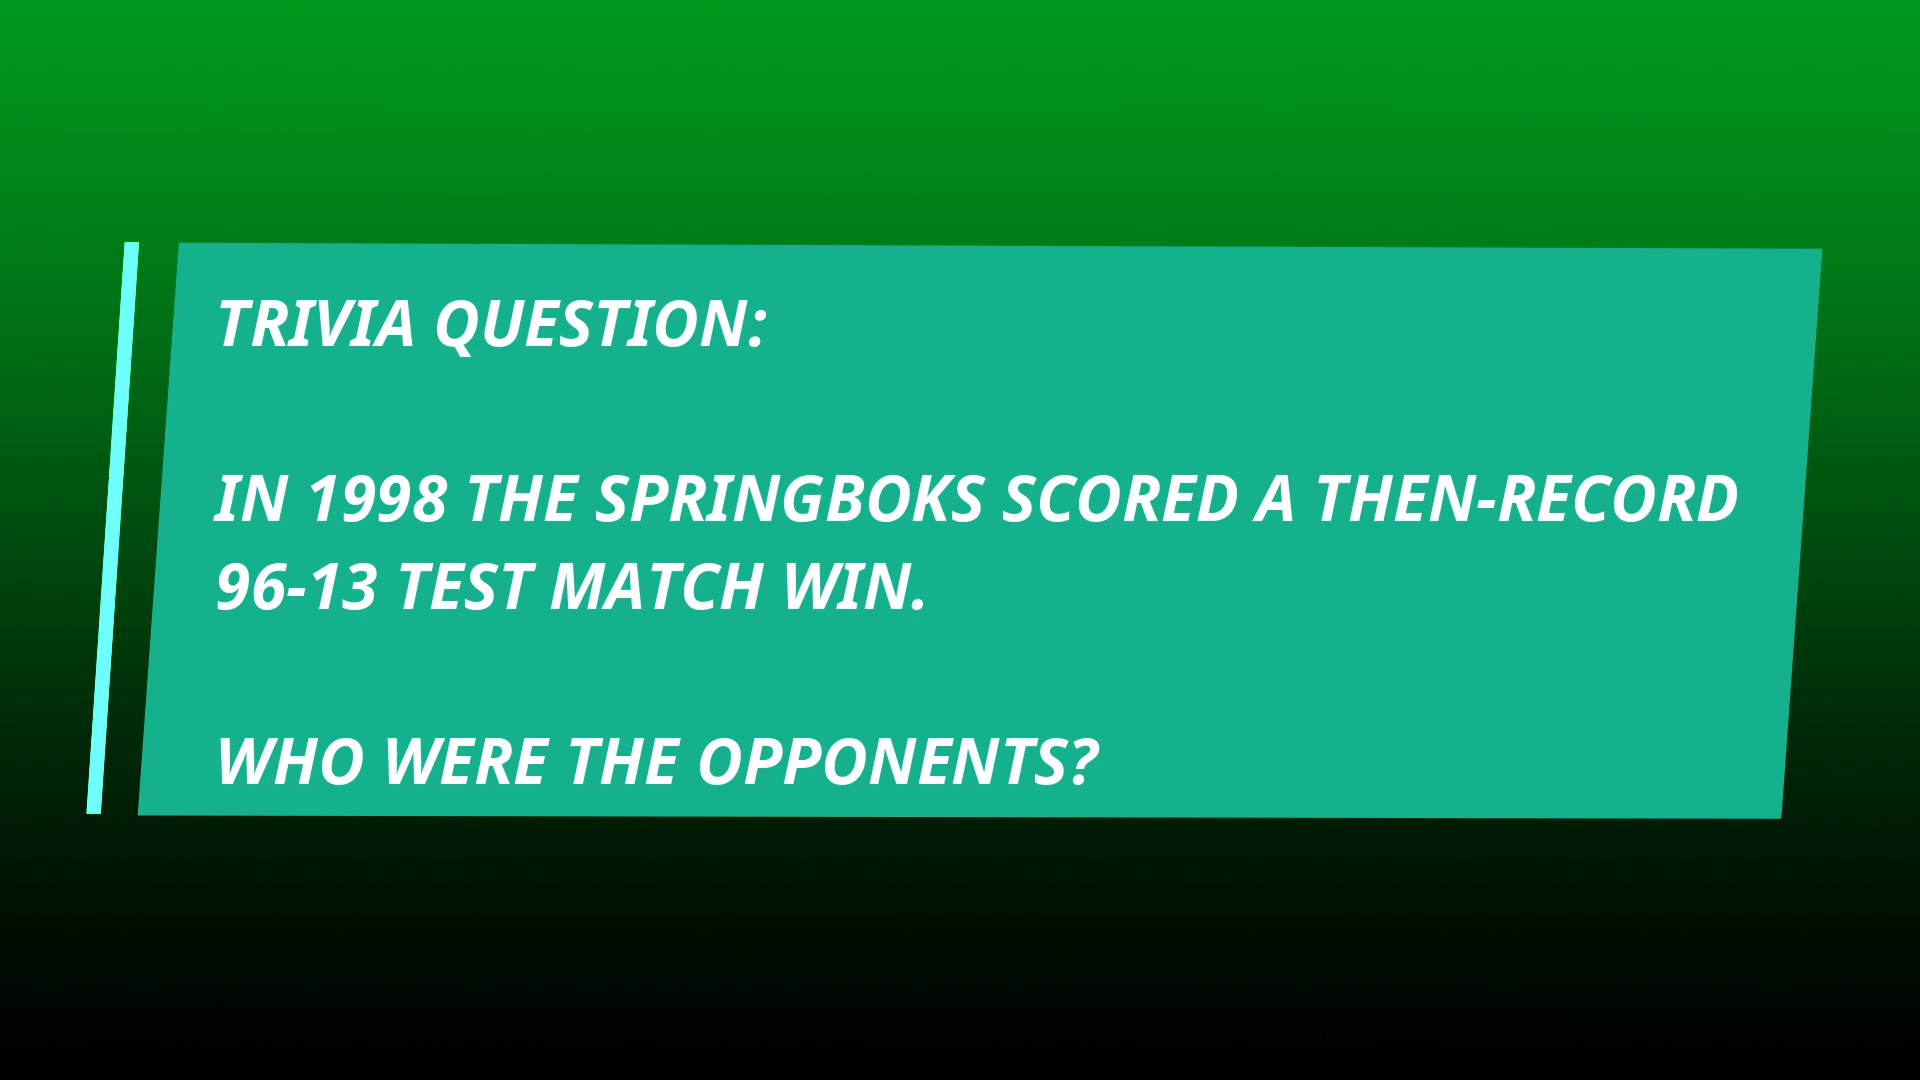 TRIVIA QUESTION:
IN 1998 THE SPRINGBOKS SCORED A THEN-RECORD
96-13 TEST MATCH WIN.
WHO WERE THE OPPONENTS?